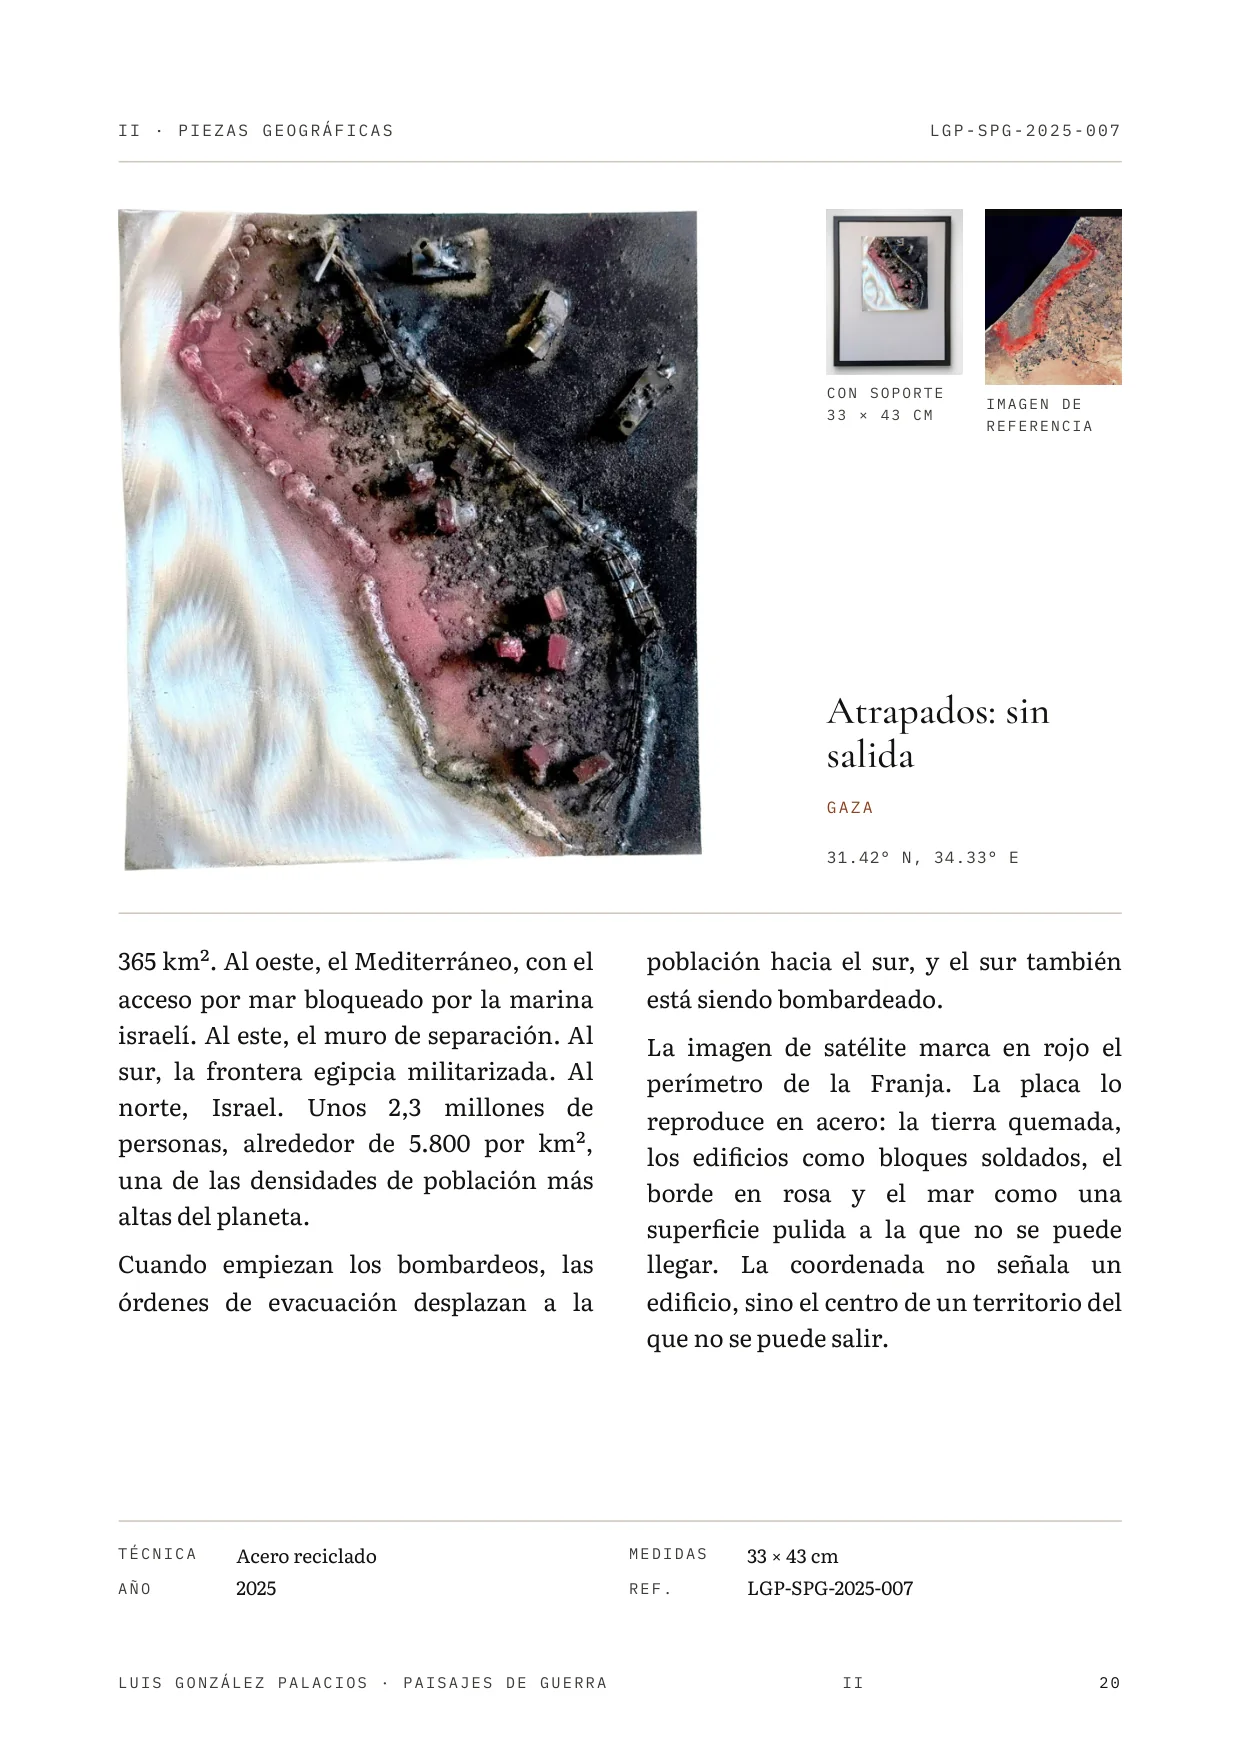 II · PIEZAS GEOGRÁFICAS
LGP-SPG-2025-007
CON SOPORTE
33 × 43 CM
IMAGEN DE
REFERENCIA
Atrapados: sin
salida
GAZA
31.42° N, 34.33° E
365 km². Al oeste, el Mediterráneo, con el
acceso por mar bloqueado por la marina
israelí. Al este, el muro de separación. Al
sur, la frontera egipcia militarizada. Al
norte, Israel. Unos 2,3 millones de
personas, alrededor de 5.800 por km²,
una de las densidades de población más
altas del planeta.
Cuando empiezan los bombardeos, las
órdenes de evacuación desplazan a la
población hacia el sur, y el sur también
está siendo bombardeado.
La imagen de satélite marca en rojo el
perímetro de la Franja. La placa lo
reproduce en acero: la tierra quemada,
los edificios como bloques soldados, el
borde en rosa y el mar como una
superficie pulida a la que no se puede
llegar. La coordenada no señala un
edificio, sino el centro de un territorio del
que no se puede salir.
TÉCNICA Acero reciclado
MEDIDAS 33 × 43 cm
AÑO 2025
REF. LGP-SPG-2025-007
LUIS GONZÁLEZ PALACIOS · PAISAJES DE GUERRA
II
20